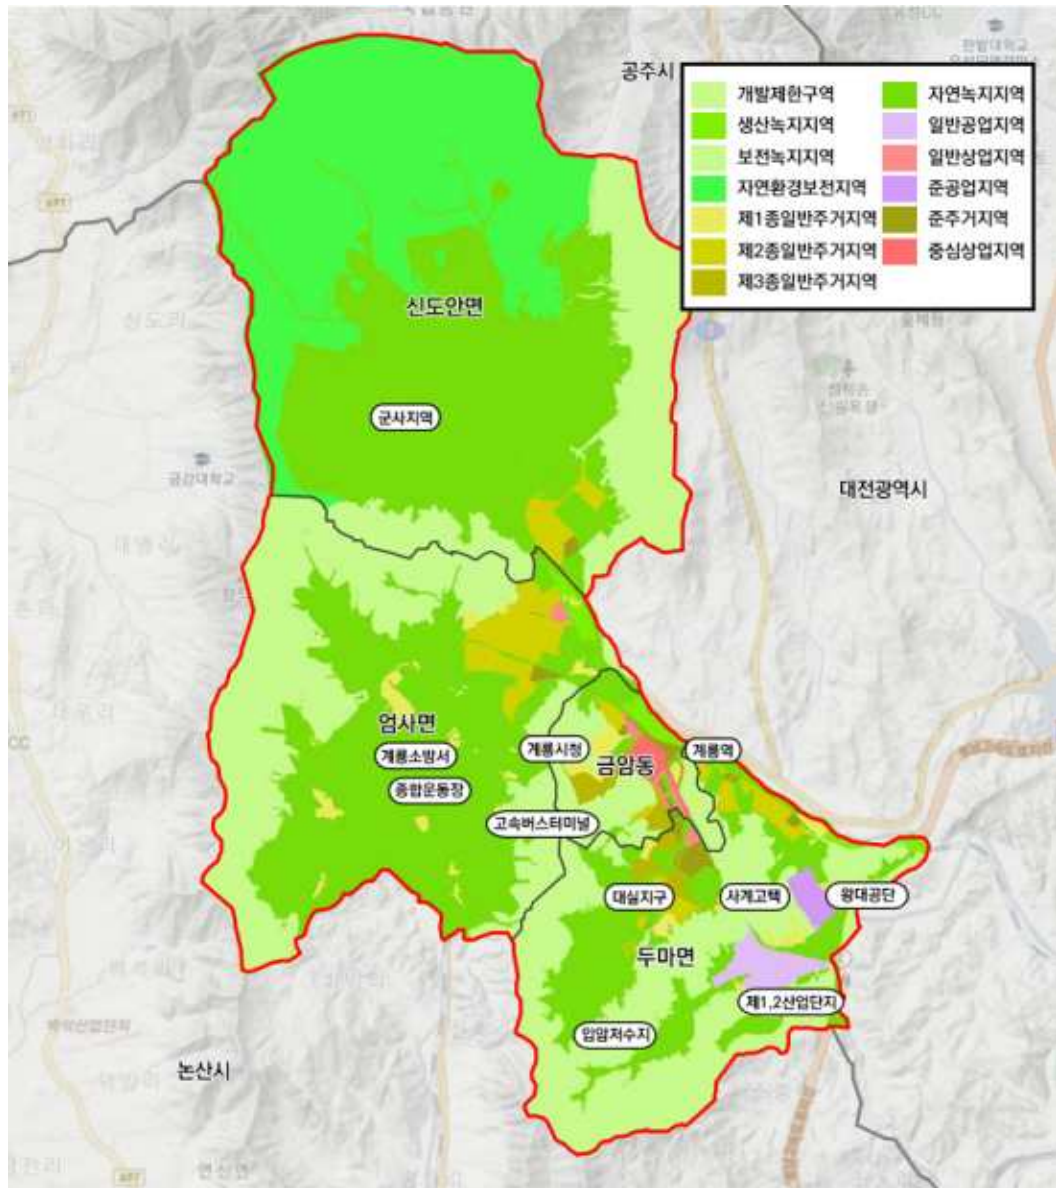 공주시
개발제한구역
생산녹지지역
보전녹지지역
자연환경보전지역
제1종일반주거지역
제2종일반주거지역
제3종일반주거지역
자연녹지지역
일반공업지역
일반상업지역
준공업지역
준주거지역
중심상업지역
신도안면
군사지역
금강대학교
대전광역시
엄사면
계룡소방서
종합운동장
계룡시청
금암동
계룡역
고속버스터미널
대실지구
사계고택
왕대공단
두마면
제1,2산업단지
입암저수지
논산시